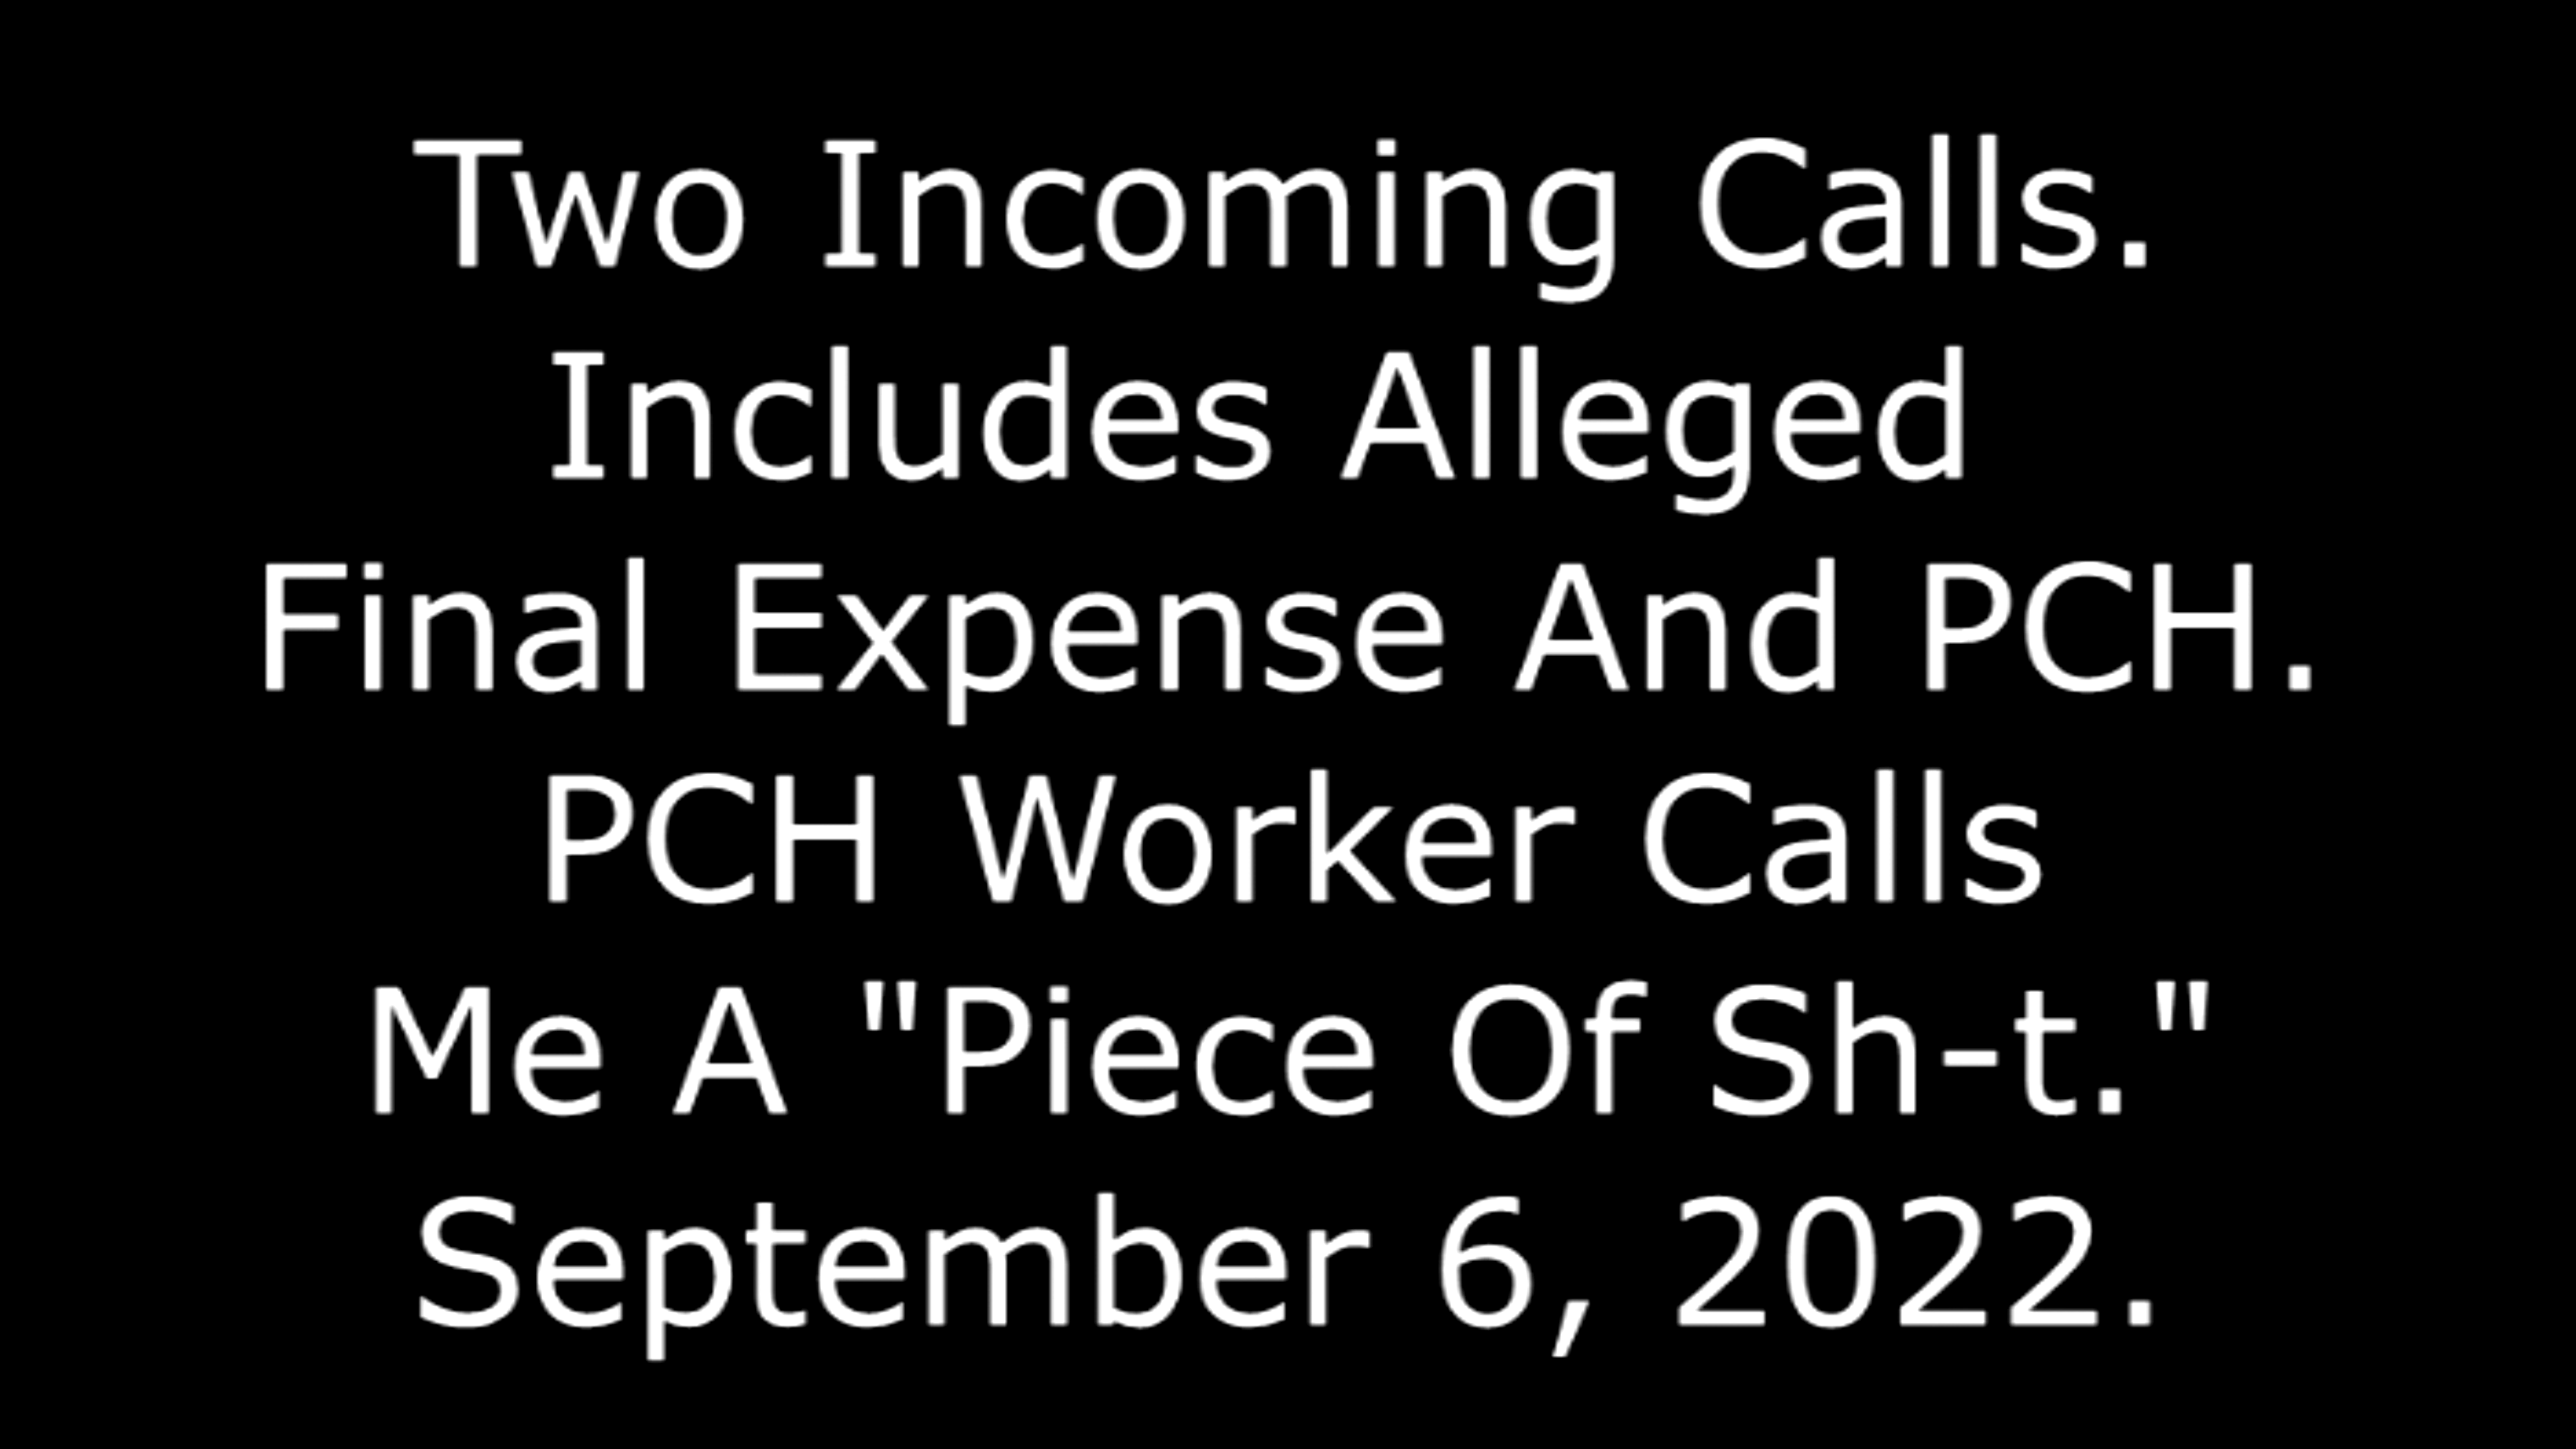 Two Incoming Calls.
Includes Alleged
Final Expense And PCH.
PCH Worker Calls
Me A "Piece Of Sh-t."
September 6, 2022.